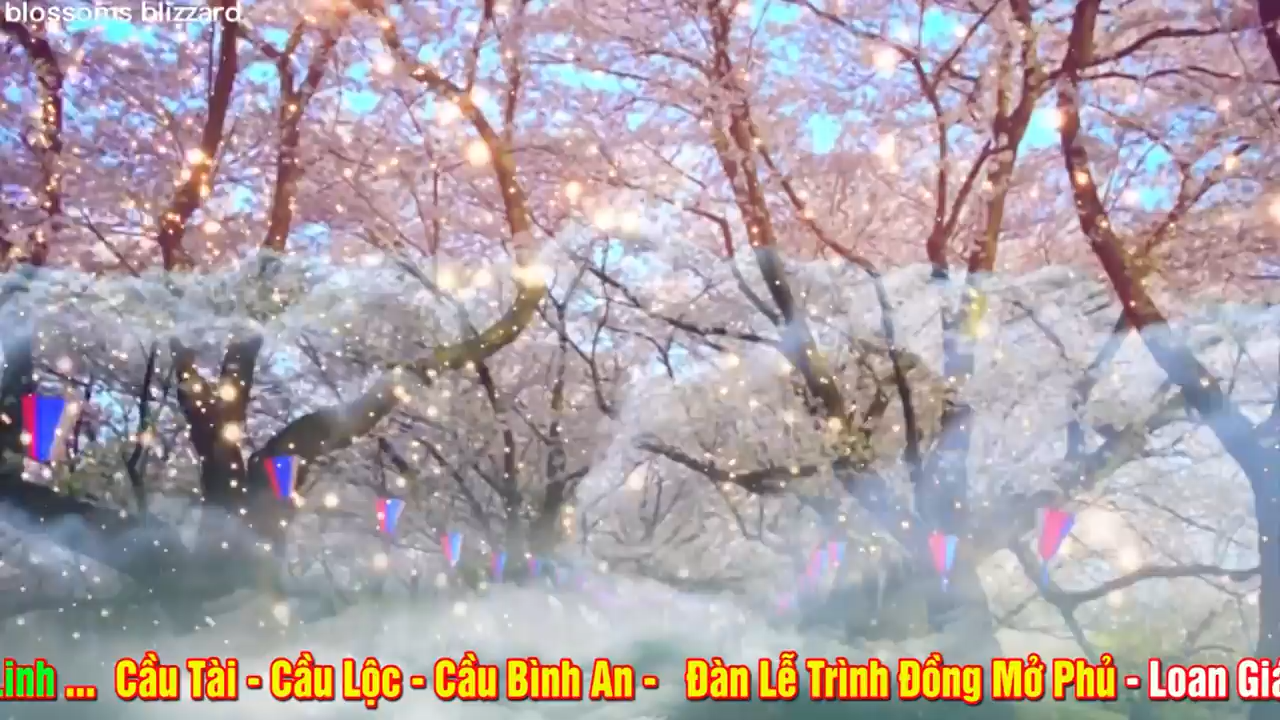 blossoms blizzard
Linh ... Cầu Tài - Cầu Lộc - Cầu Bình An - Đàn Lễ Trình Đồng Mở Phủ - Loan